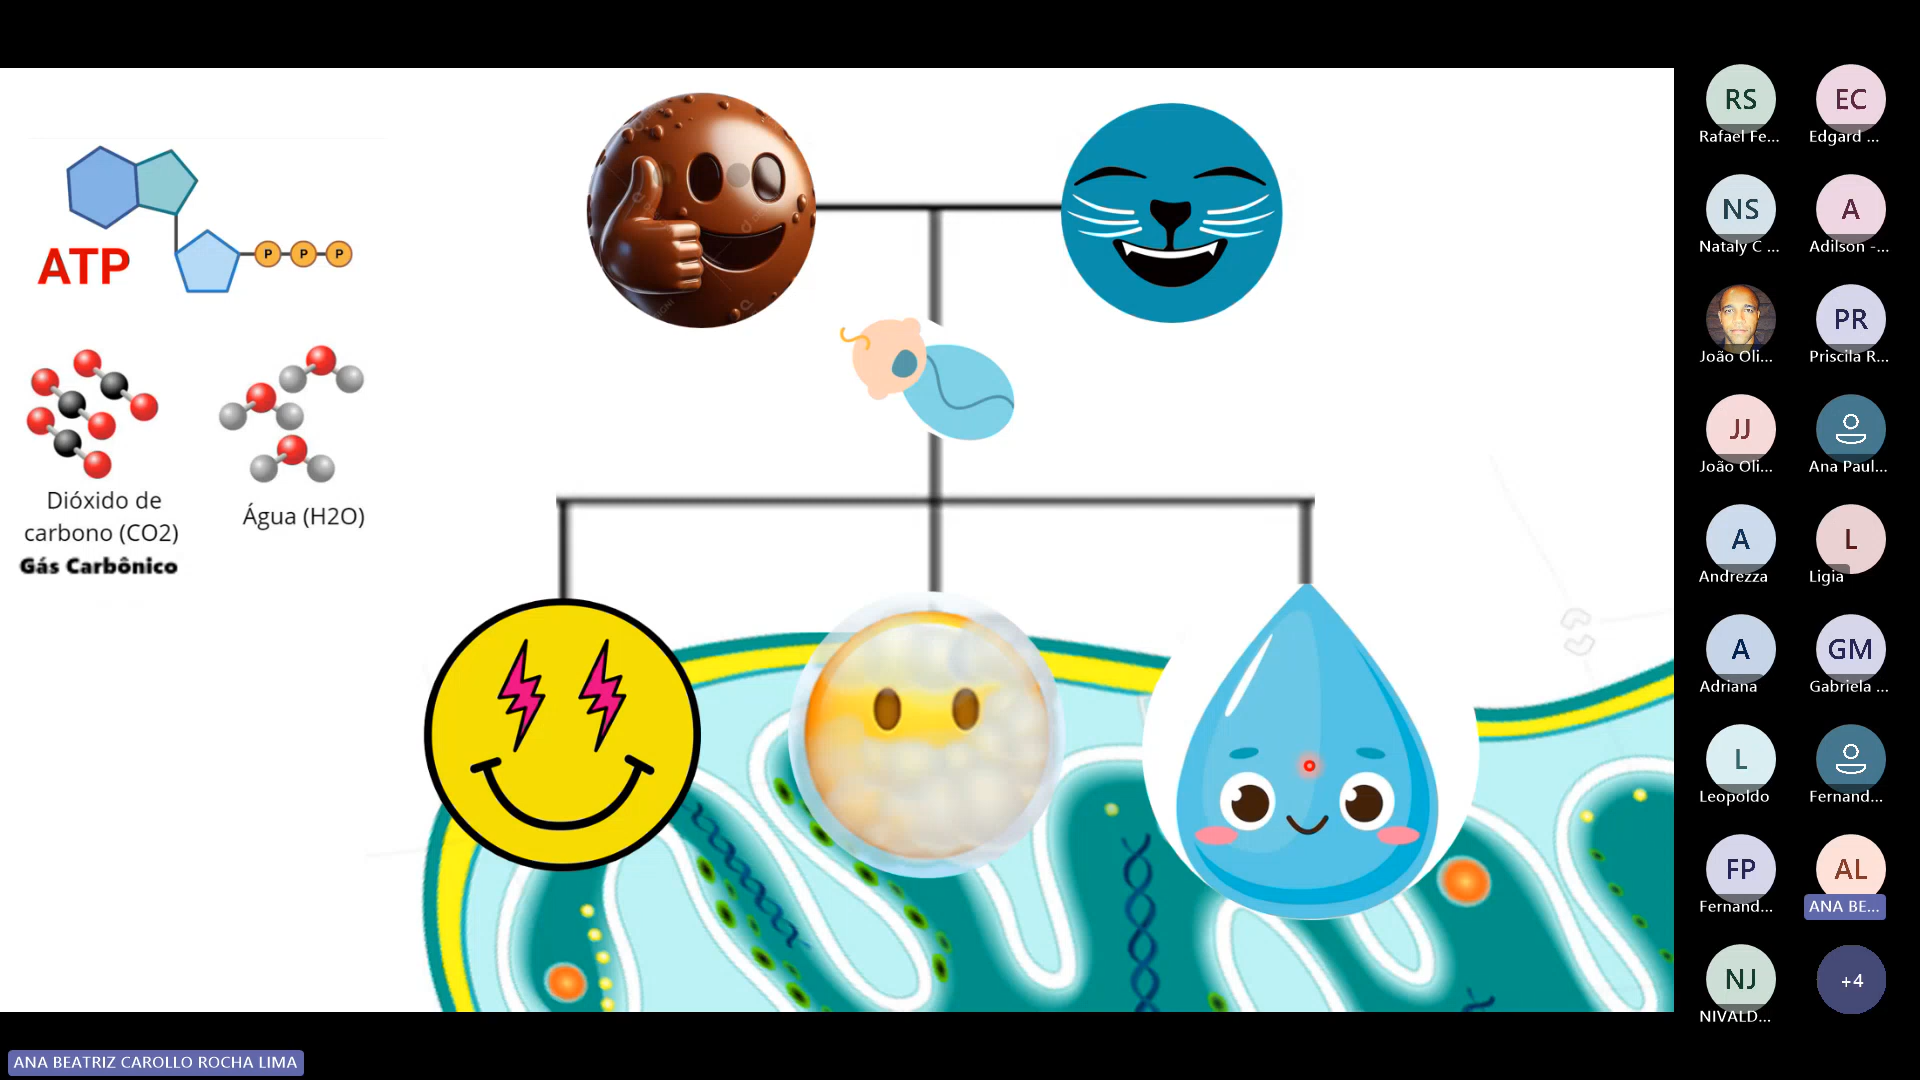 ATP
P P P
Dióxido de
carbono (CO2)
Gás Carbônico
Água (H2O)
RS
Rafael Fe...
EC
Edgard ...
NS
Nataly C ...
A
Adilson -...
João Oli...
PR
Priscila R...
JJ
João Oli...
Ana Paul...
A
Andrezza
L
Ligia
A
Adriana
GM
Gabriela ...
L
Leopoldo
Fernand...
FP
Fernand...
AL
ANA BE...
NJ
NIVALD...
+4
ANA BEATRIZ CAROLLO ROCHA LIMA